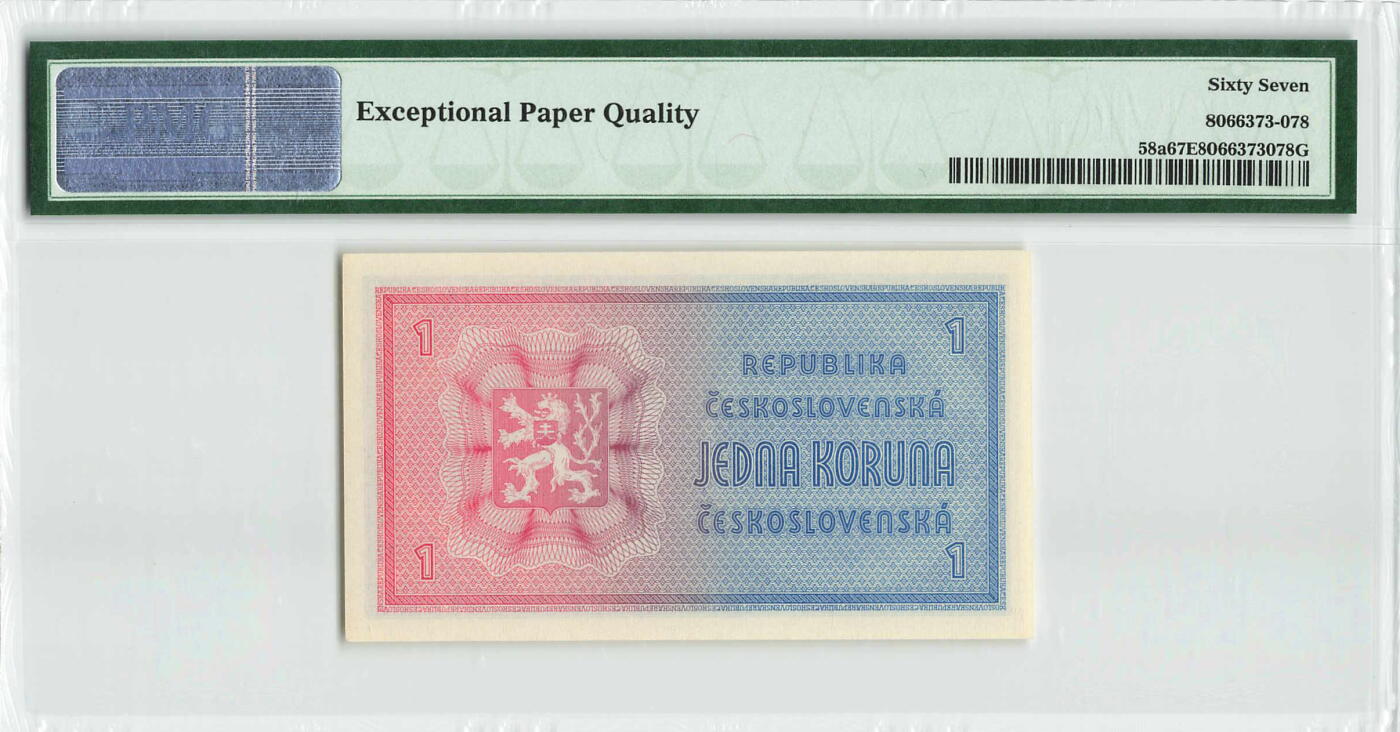 Exceptional Paper Quality
Sixty Seven
8066373-078
58a67E8066373078G
1
1
REPUBLIKA
ČESKOSLOVENSKÁ
JEDNA KORUNA
ČESKOSLOVENSKÁ
1
1